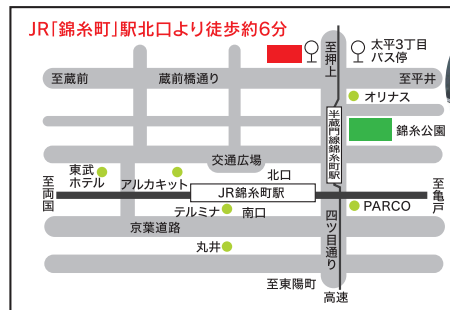 JR「錦糸町」駅北口より徒歩約6分
至押上
太平3丁目
バス停
至蔵前
蔵前橋通り
至平井
オリナス
半蔵門線錦糸町駅
錦糸公園
交通広場
東武
ホテル
アルカキット
北口
至両国
JR錦糸町駅
至亀戸
テルミナ
南口
四ツ目通り
PARCO
京葉道路
丸井
至東陽町
高速